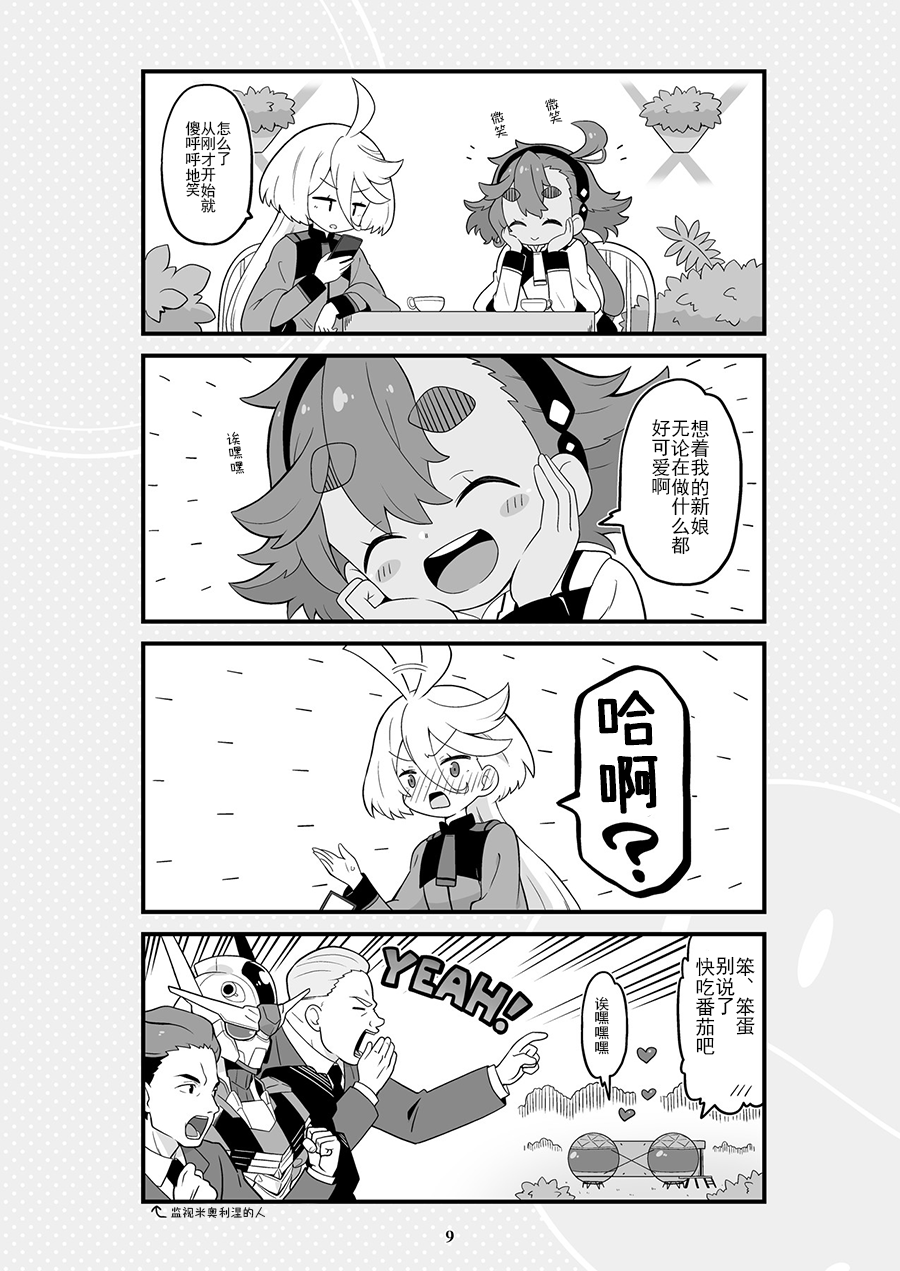 怎么了
从刚才开始就
傻呼呼地笑
微笑
微笑
想着我的新娘
无论在做什么都
好可爱啊
诶嘿嘿
哈啊？
笨、笨蛋
别说了
快吃番茄吧
诶嘿嘿嘿
YEAH!
监视米奥利涅的人
9